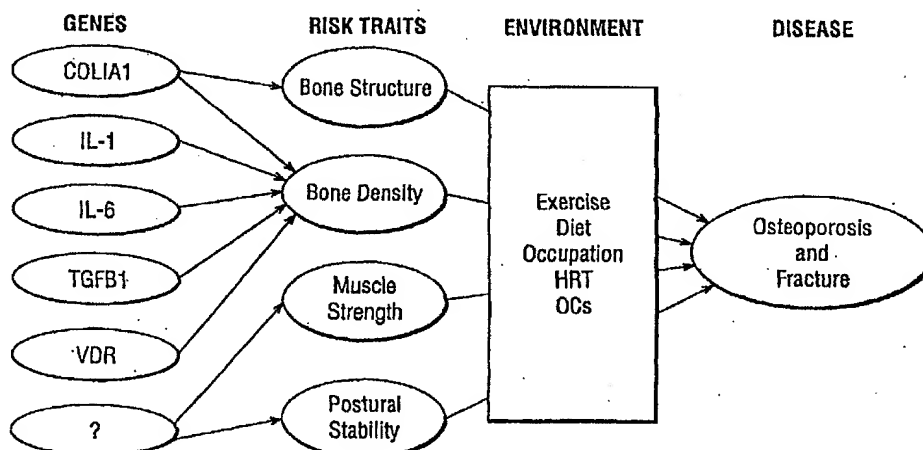 GENES
RISK TRAITS
ENVIRONMENT
DISEASE
COLIA1
IL-1
IL-6
TGFB1
VDR
?
Bone Structure
Bone Density
Muscle
Strength
Postural
Stability
Exercise
Diet
Occupation
HRT
OCs
Osteoporosis
and
Fracture